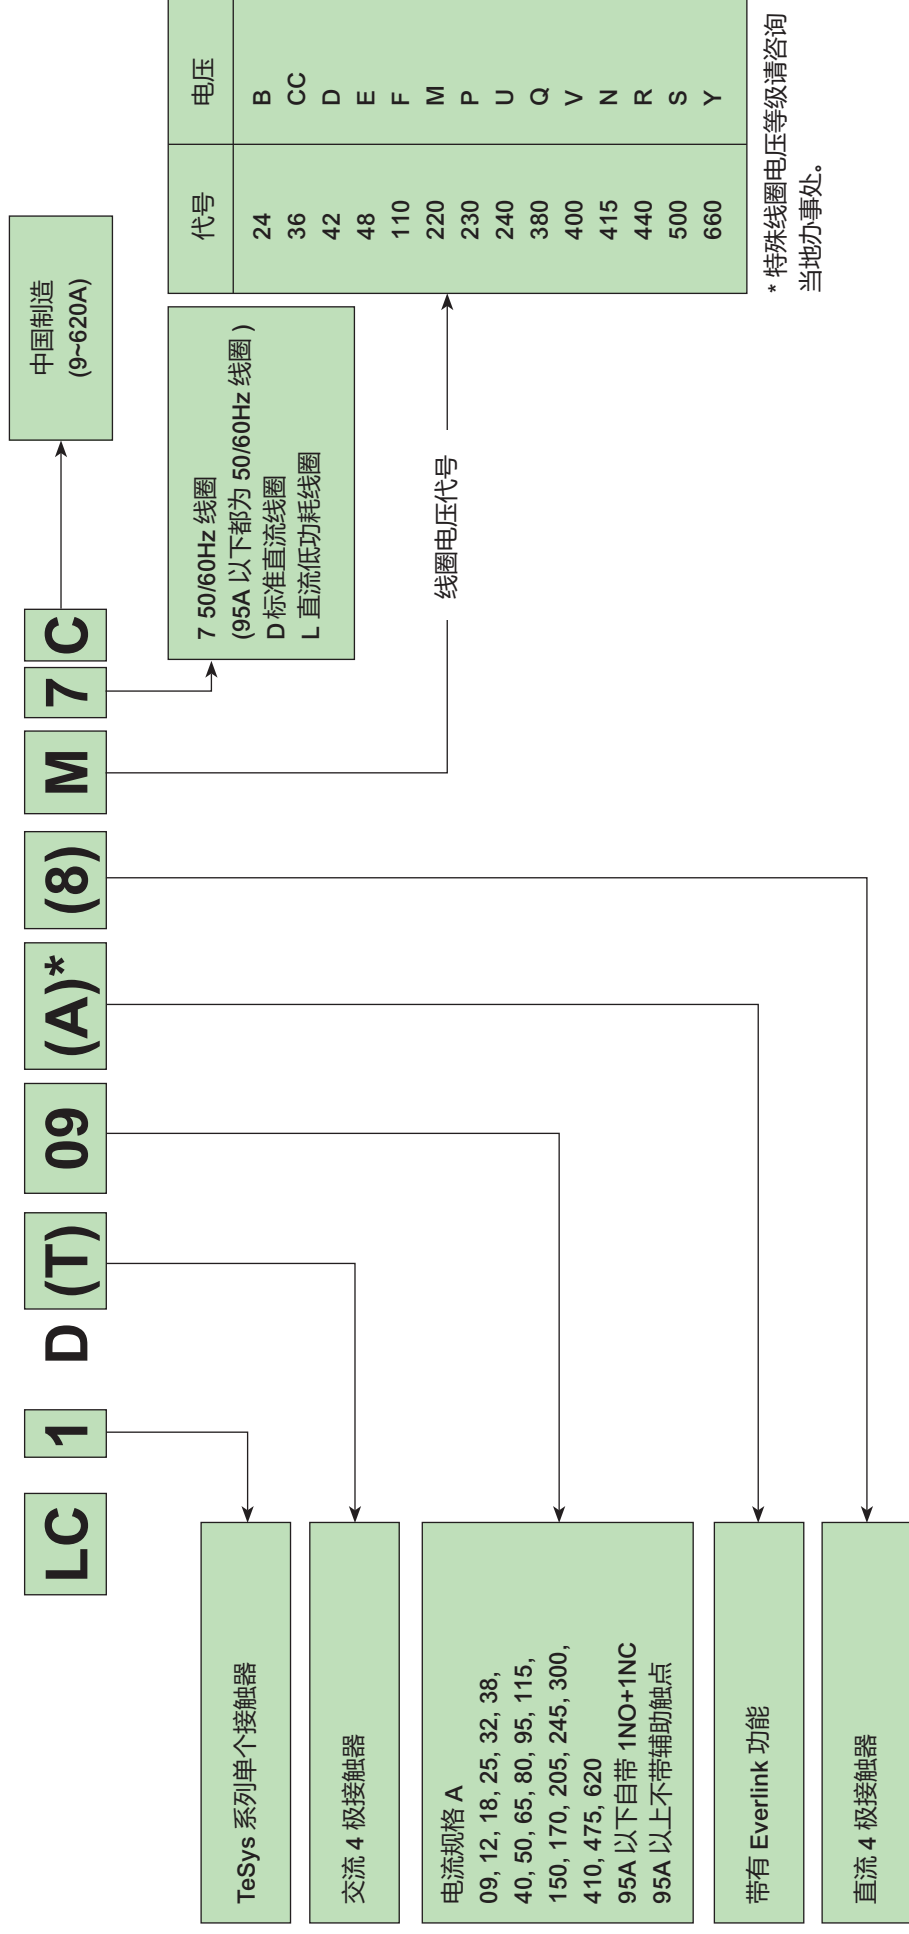 LC 1 D (T) 09 (A)* (8) M 7 C
中国制造
(9~620A)
7 50/60Hz 线圈
(95A 以下都为 50/60Hz 线圈 )
D 标准直流线圈
L 直流低功耗线圈
线圈电压代号
代号 电压
24 B
36 CC
42 D
48 E
110 F
220 M
230 P
240 U
380 Q
400 V
415 N
440 R
500 S
660 Y
* 特殊线圈电压等级请咨询
当地办事处。
TeSys 系列单个接触器
交流 4 极接触器
电流规格 A
09, 12, 18, 25, 32, 38,
40, 50, 65, 80, 95, 115,
150, 170, 205, 245, 300,
410, 475, 620
95A 以下自带 1NO+1NC
95A 以上不带辅助触点
带有 Everlink 功能
直流 4 极接触器